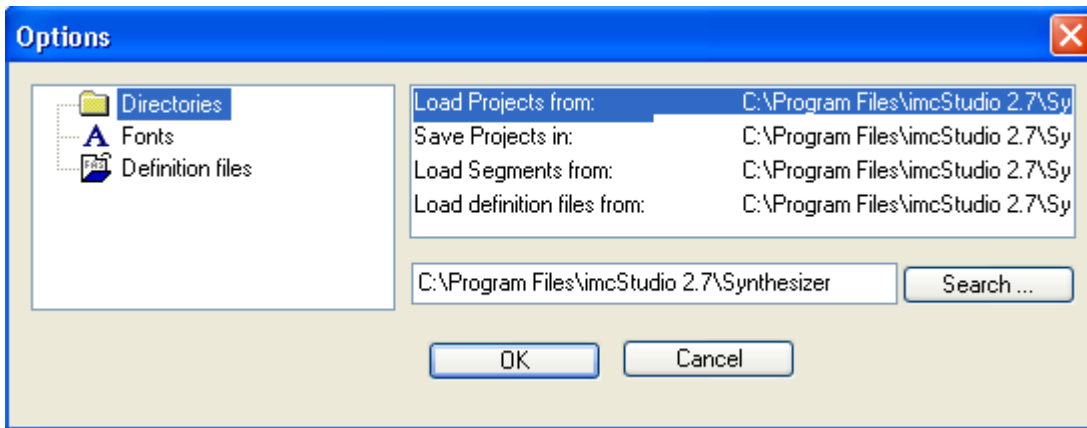 Options
Directories
Fonts
Definition files
Load Projects from: C:\Program Files\imcStudio 2.7\Sy
Save Projects in: C:\Program Files\imcStudio 2.7\Sy
Load Segments from: C:\Program Files\imcStudio 2.7\Sy
Load definition files from: C:\Program Files\imcStudio 2.7\Sy
C:\Program Files\imcStudio 2.7\Synthesizer
Search ...
OK Cancel